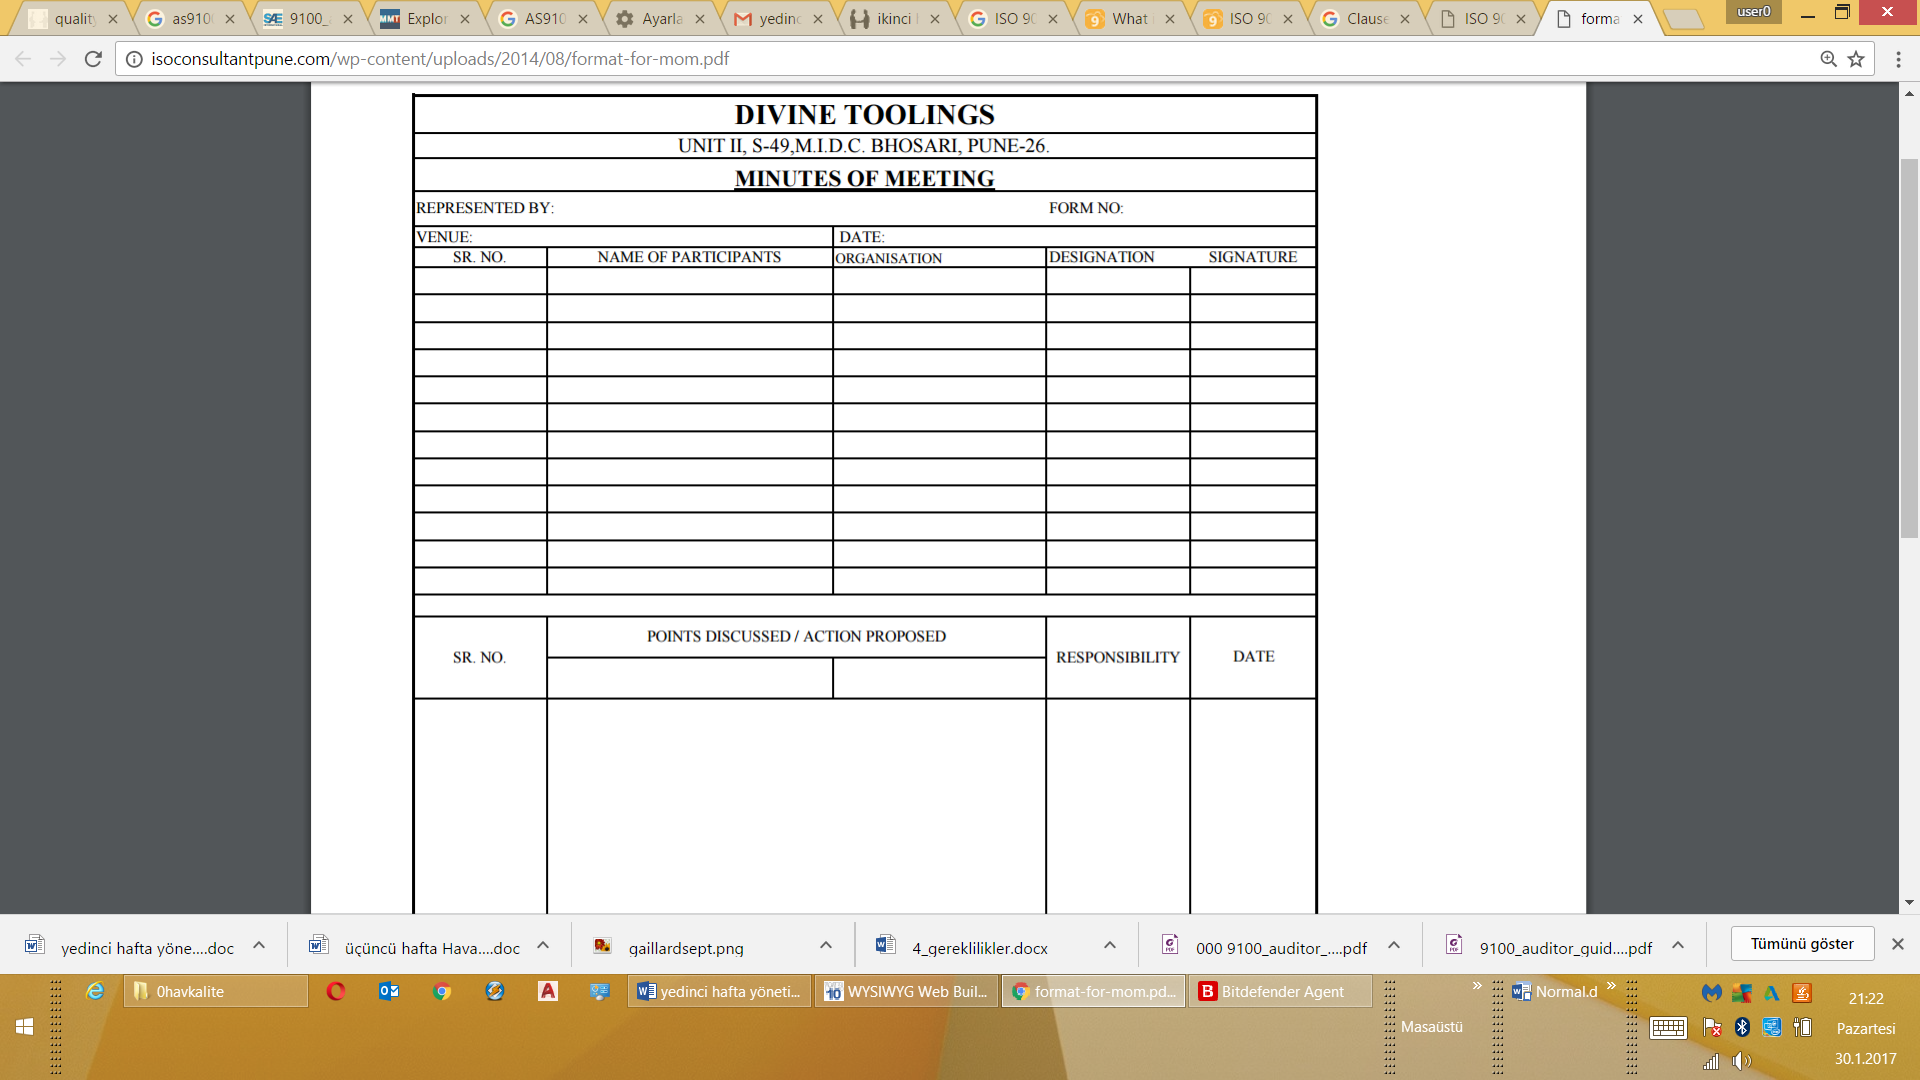 quality as9100 9100_ Explor AS910 Ayarla yedinc ikinci ISO 90 What ISO 90 Clause ISO 90 forma user0
isoconsultantpune.com/wp-content/uploads/2014/08/format-for-mom.pdf
DIVINE TOOLINGS
UNIT II, S-49,M.I.D.C. BHOSARI, PUNE-26.
MINUTES OF MEETING
REPRESENTED BY: FORM NO:
VENUE: DATE:
SR. NO. NAME OF PARTICIPANTS ORGANISATION DESIGNATION SIGNATURE
POINTS DISCUSSED / ACTION PROPOSED
SR. NO. RESPONSIBILITY DATE
yedinci hafta yöne....doc üçüncü hafta Hava....doc gaillardsept.png 4_gereklilikler.docx 000 9100_auditor_....pdf 9100_auditor_guid....pdf Tümünü göster
0havkalite yedinci hafta yöneti... WYSIWYG Web Buil... format-for-mom.pd... Bitdefender Agent Normal.d
21:22
Masaüstü Pazartesi
30.1.2017